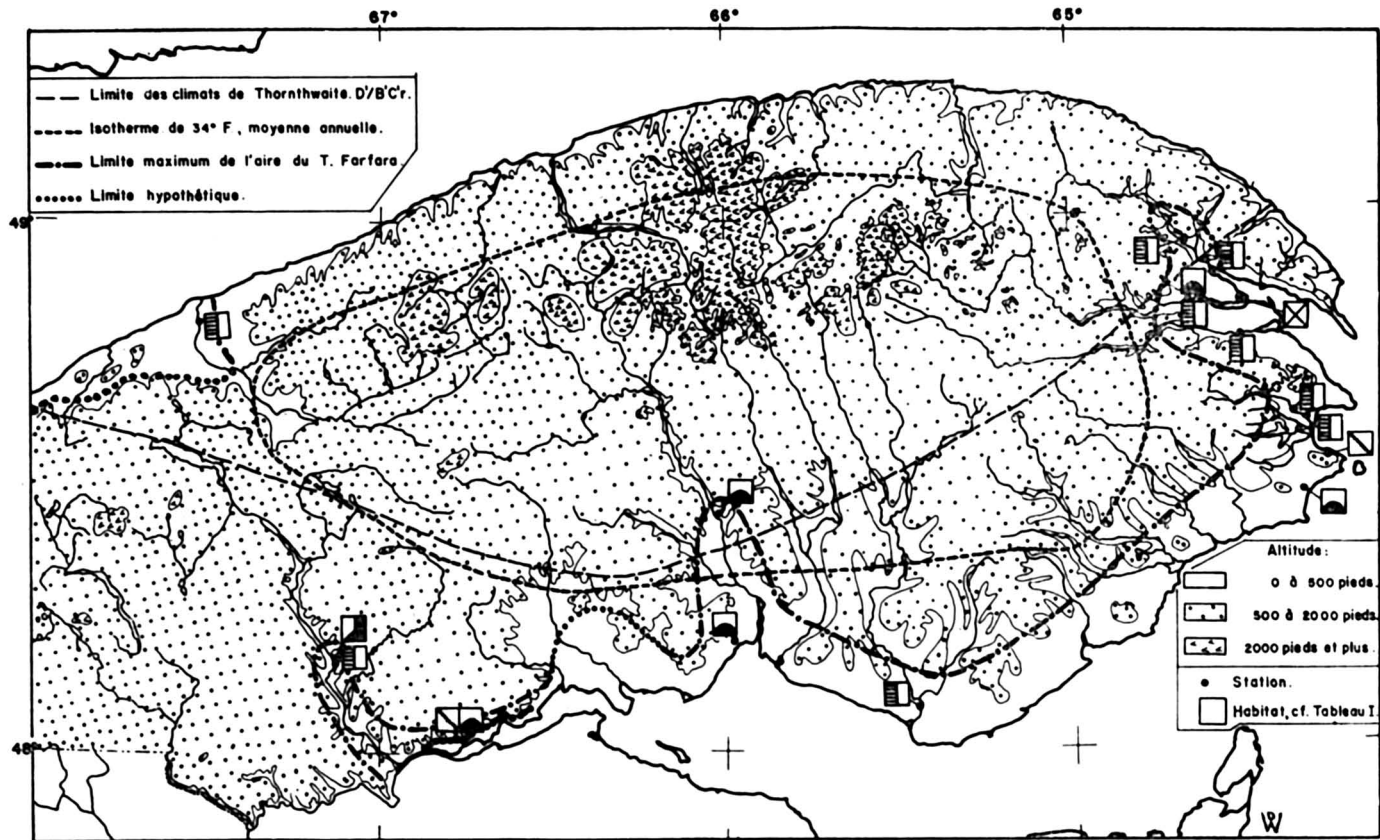 67° 66° 65°
Limite des climats de Thornthwaite. D'/B'C'r.
Isotherme de 34° F, moyenne annuelle.
Limite maximum de l'aire du T. Farfara.
Limite hypothétique.
49°
Altitude :
0 à 500 pieds.
500 à 2000 pieds.
2000 pieds et plus.
Station.
Habitat, cf. Tableau I.
48°
W